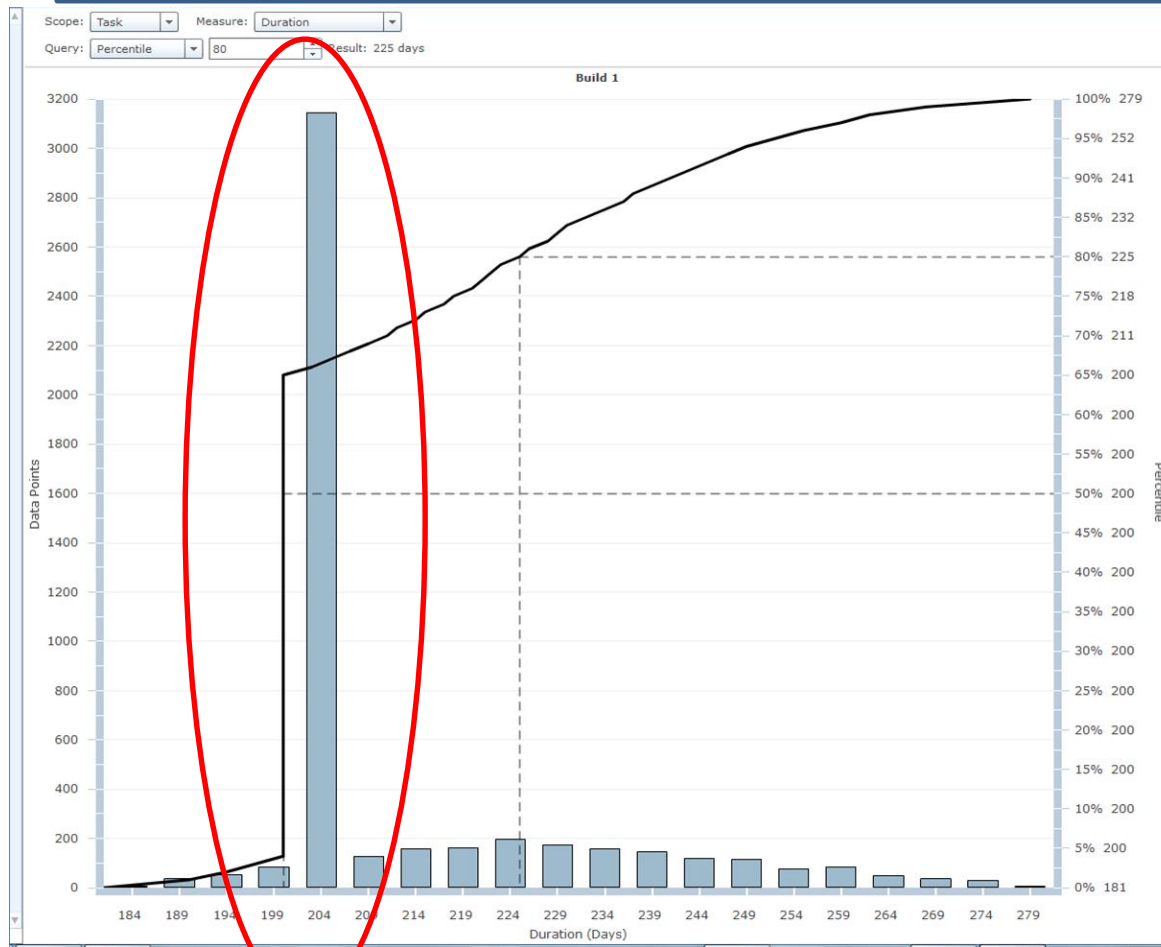 Scope: Task Measure: Duration
Query: Percentile 80 Result: 225 days
Build 1
3200 100% 279
95% 252
3000
2800 90% 241
85% 232
2600
80% 225
2400 75% 218
2200 70% 211
65% 200
2000
60% 200
1800
55% 200
Data Points
1600 50% 200
Percentile
45% 200
1400
40% 200
1200 35% 200
1000 30% 200
800 25% 200
20% 200
600
15% 200
400
10% 200
200 5% 200
0 0% 181
184 189 194 199 204 209 214 219 224 229 234 239 244 249 254 259 264 269 274 279
Duration (Days)